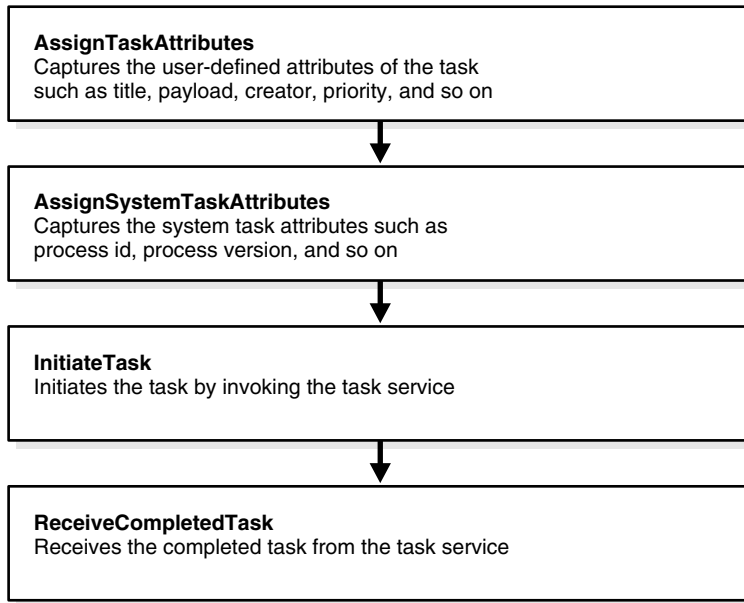 AssignTaskAttributes
Captures the user-defined attributes of the task
such as title, payload, creator, priority, and so on
AssignSystemTaskAttributes
Captures the system task attributes such as
process id, process version, and so on
InitiateTask
Initiates the task by invoking the task service
ReceiveCompletedTask
Receives the completed task from the task service